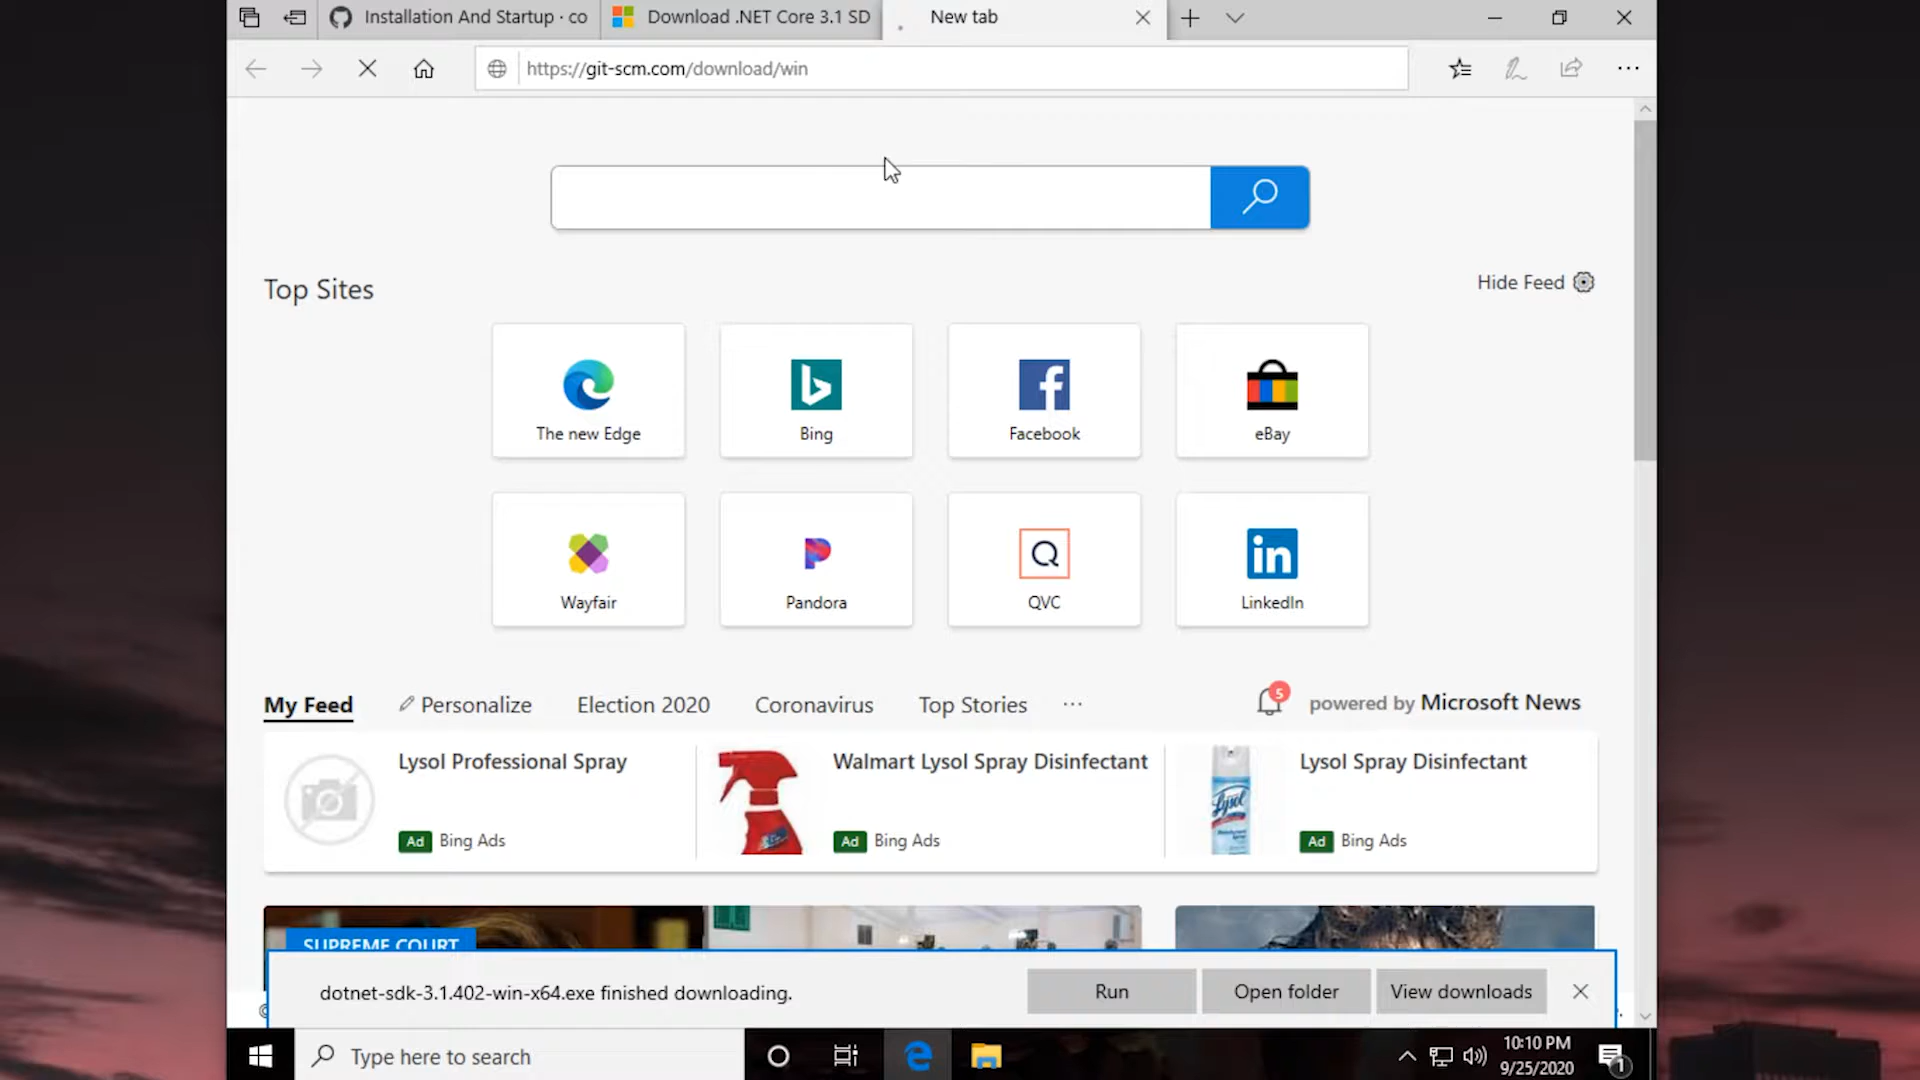 Installation And Startup · co
Download .NET Core 3.1 SD
New tab
https://git-scm.com/download/win
Top Sites
Hide Feed
The new Edge
Bing
Facebook
eBay
Wayfair
Pandora
QVC
LinkedIn
My Feed
Personalize
Election 2020
Coronavirus
Top Stories
5
powered by Microsoft News
Lysol Professional Spray
Ad Bing Ads
Walmart Lysol Spray Disinfectant
Ad Bing Ads
Lysol
Lysol Spray Disinfectant
Ad Bing Ads
SUPREME COURT
dotnet-sdk-3.1.402-win-x64.exe finished downloading.
Run
Open folder
View downloads
Type here to search
10:10 PM
9/25/2020
1